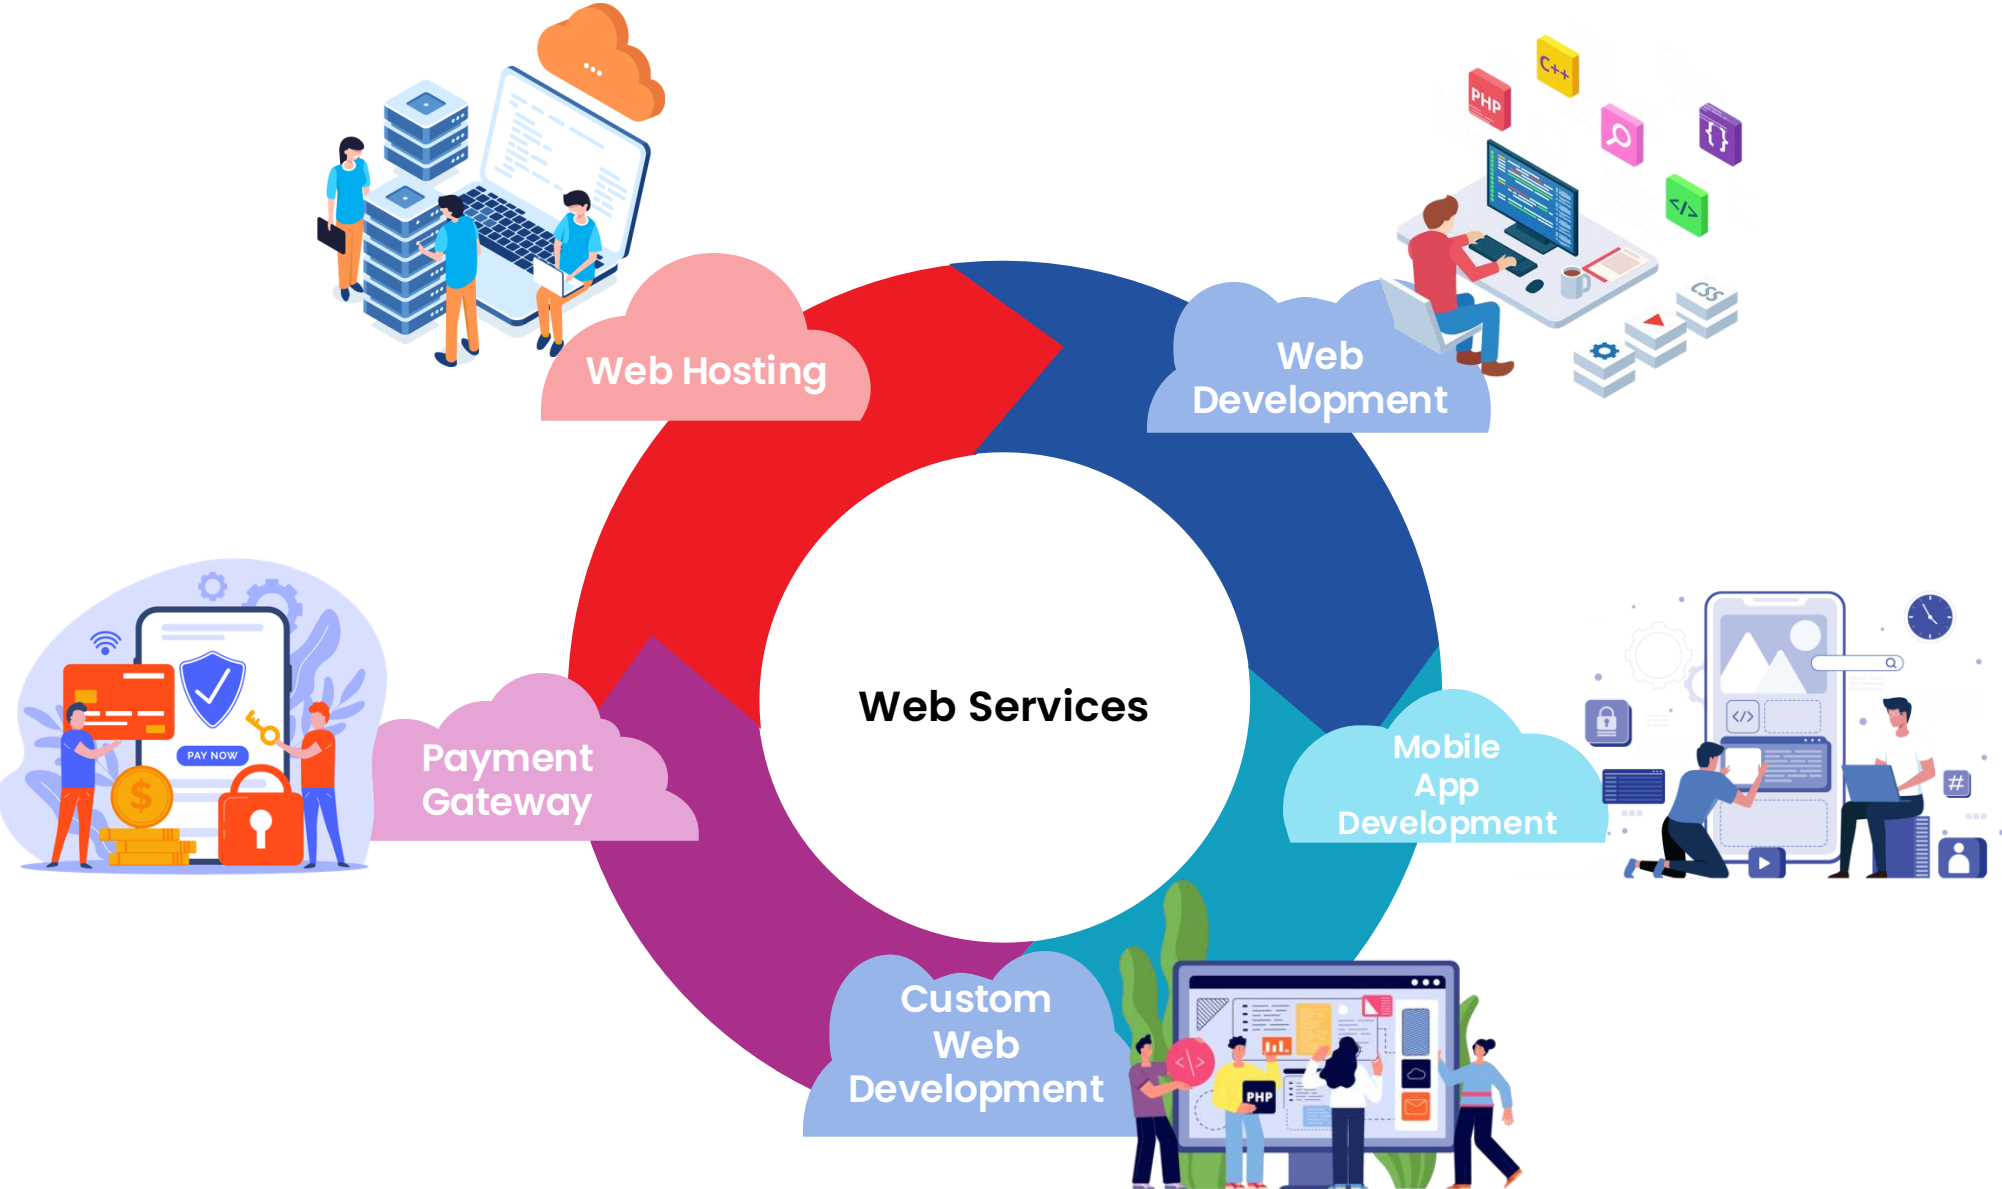 C++
PHP
</>
CSS
Web Hosting
Web
Development
Web Services
PAY NOW
$
Payment
Gateway
Mobile
App
Development
</>
#
Custom
Web
Development
</>
PHP